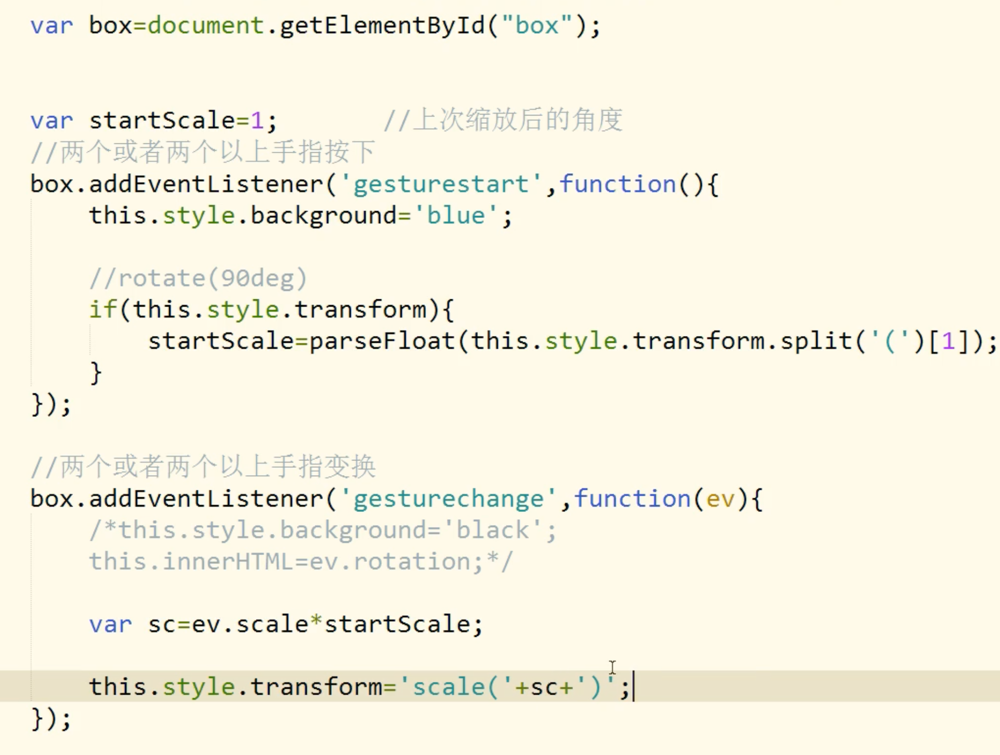 var box=document.getElementById("box");
var startScale=1;       //上次缩放后的角度
//两个或者两个以上手指按下
box.addEventListener('gesturestart',function(){
    this.style.background='blue';
    //rotate(90deg)
    if(this.style.transform){
        startScale=parseFloat(this.style.transform.split('(')[1]);
    }
});
//两个或者两个以上手指变换
box.addEventListener('gesturechange',function(ev){
    /*this.style.background='black';
    this.innerHTML=ev.rotation;*/
    var sc=ev.scale*startScale;
    this.style.transform='scale('+sc+')';
});